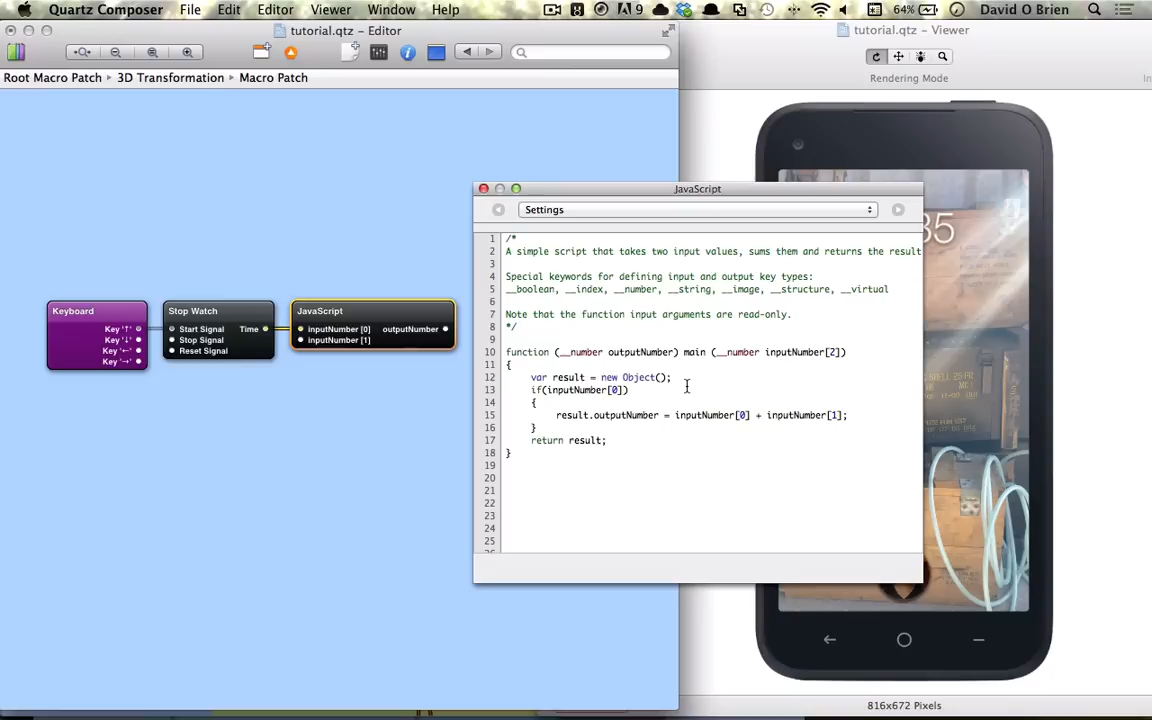 Quartz Composer File Edit Editor Viewer Window Help 9 64% David O Brien
tutorial.qtz – Editor
tutorial.qtz – Viewer
Rendering Mode
In
Root Macro Patch 3D Transformation Macro Patch
35
Keyboard
Key '↑'
Key '↓'
Key '←'
Key '→'
Stop Watch
Start Signal Time
Stop Signal
Reset Signal
JavaScript
inputNumber [0] outputNumber
inputNumber [1]
JavaScript
Settings
1 /*
2 A simple script that takes two input values, sums them and returns the result
3
4 Special keywords for defining input and output key types:
5 __boolean, __index, __number, __string, __image, __structure, __virtual
6
7 Note that the function input arguments are read-only.
8 */
9
10 function (__number outputNumber) main (__number inputNumber[2])
11 {
12 var result = new Object();
13 if(inputNumber[0])
14 {
15 result.outputNumber = inputNumber[0] + inputNumber[1];
16 }
17 return result;
18 }
19
20
21
22
23
24
25
26
816x672 Pixels